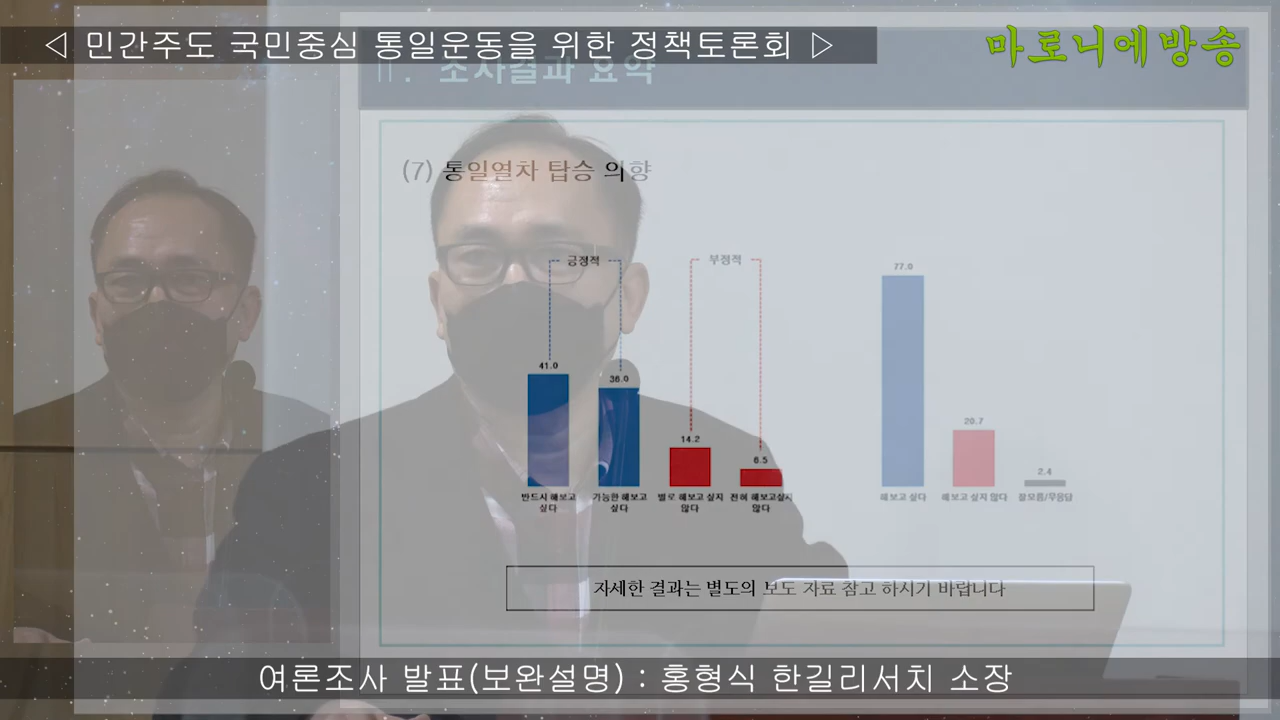 ◁ 민간주도 국민중심 통일운동을 위한 정책토론회 ▷
마로니에방송
Ⅱ. 조사결과 요약
(7) 통일열차 탑승 의향
긍정적
부정적
41.0
36.0
14.2
6.5
77.0
20.7
2.4
반드시 해보고 싶다
가능한 해보고 싶다
별로 해보고 싶지 않다
전혀 해보고싶지 않다
해보고 싶다
해보고 싶지 않다
잘모름/무응답
자세한 결과는 별도의 보도 자료 참고 하시기 바랍니다
여론조사 발표(보완설명) : 홍형식 한길리서치 소장